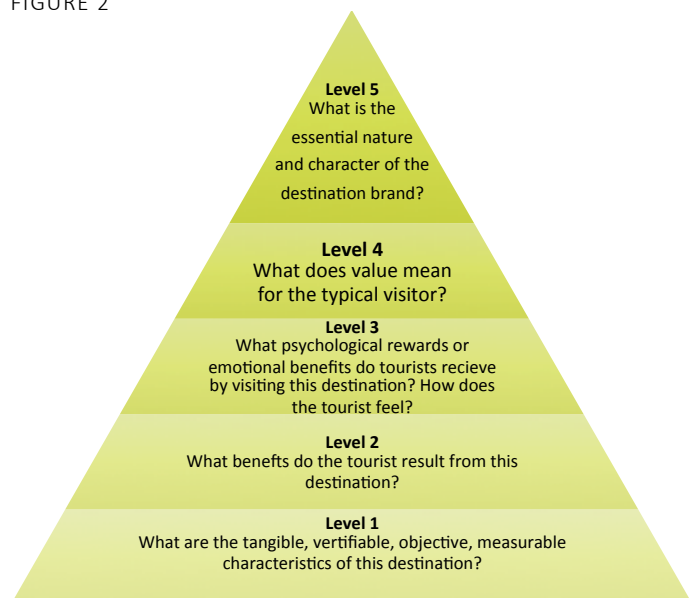 FIGURE 2
Level 5
What is the
essential nature
and character of the
destination brand?
Level 4
What does value mean
for the typical visitor?
Level 3
What psychological rewards or
emotional benefits do tourists recieve
by visiting this destination? How does
the tourist feel?
Level 2
What benefts do the tourist result from this
destination?
Level 1
What are the tangible, vertifiable, objective, measurable
characteristics of this destination?